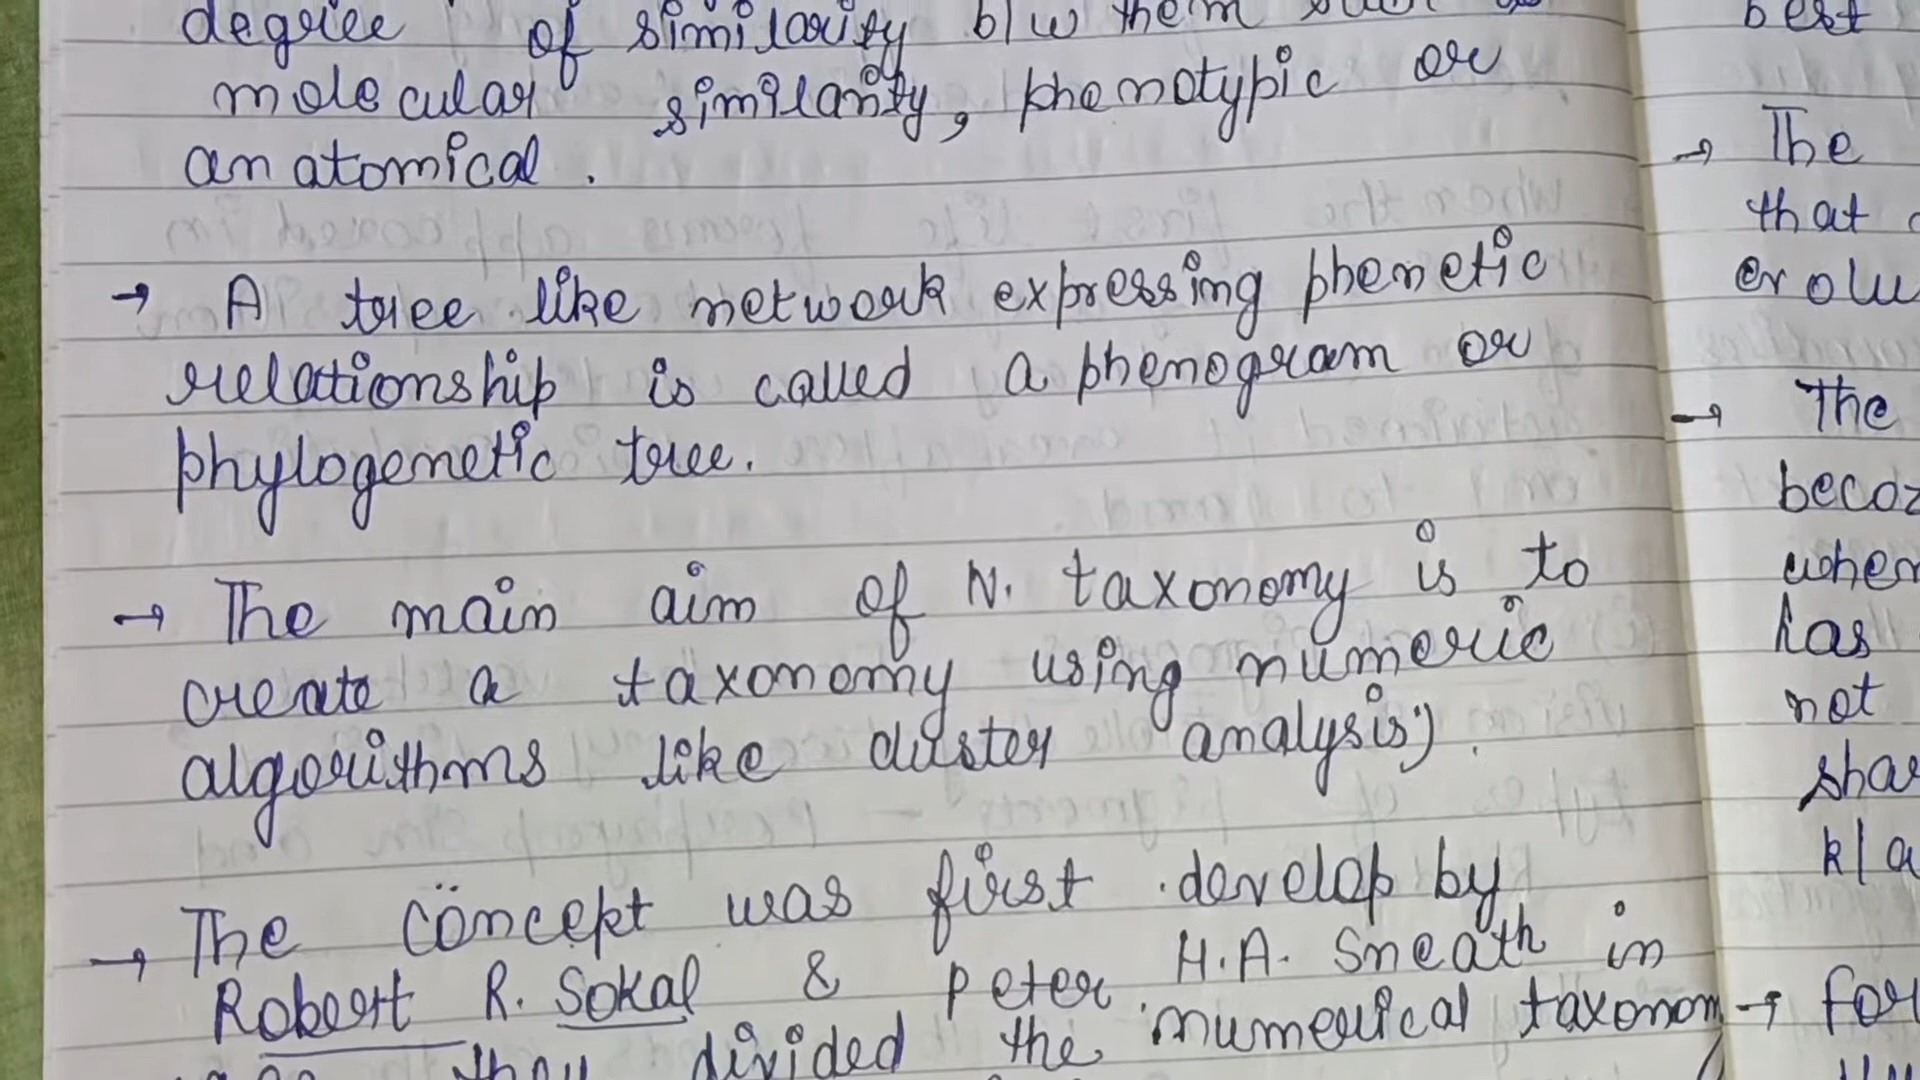 degree of similarity b/w them such as
molecular similarity, phenotypic or
anatomical.
→ A tree like network expressing phenetic
relationship is called a phenogram or
phylogenetic tree.
→ The main aim of N. taxonomy is to
create a taxonomy using numeric
algorithms like cluster analysis;
→ The concept was first develop by
Robert R. Sokal & Peter H.A. Sneath in
they divided the numerical taxonom
best
→ The
that
evolu
→ The
becoz
when
has
not
shar
k/a
→ for